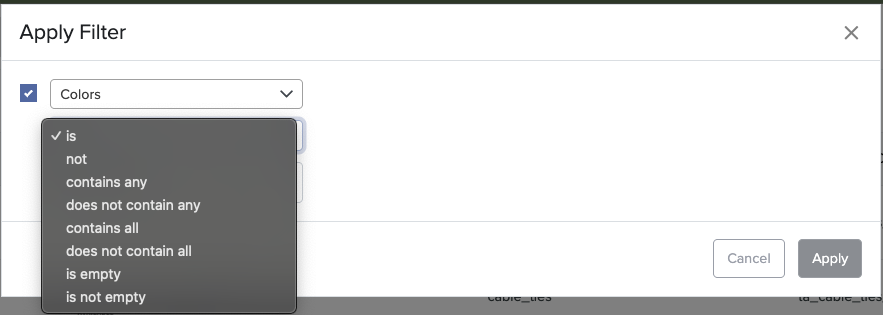 Apply Filter
Colors
is
not
contains any
does not contain any
contains all
does not contain all
is empty
is not empty
Cancel
Apply
cable_ties
ta_cable_ties